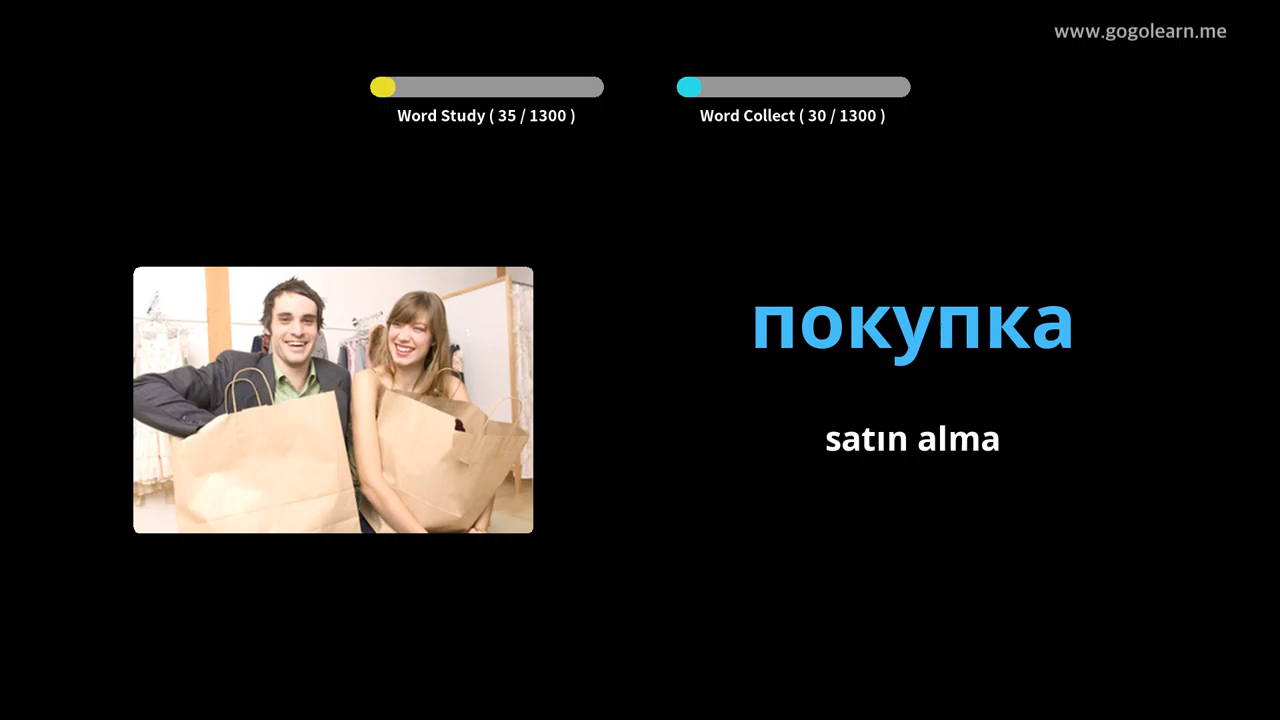 www.gogolearn.me
Word Study ( 35 / 1300 )
Word Collect ( 30 / 1300 )
покупка
satın alma